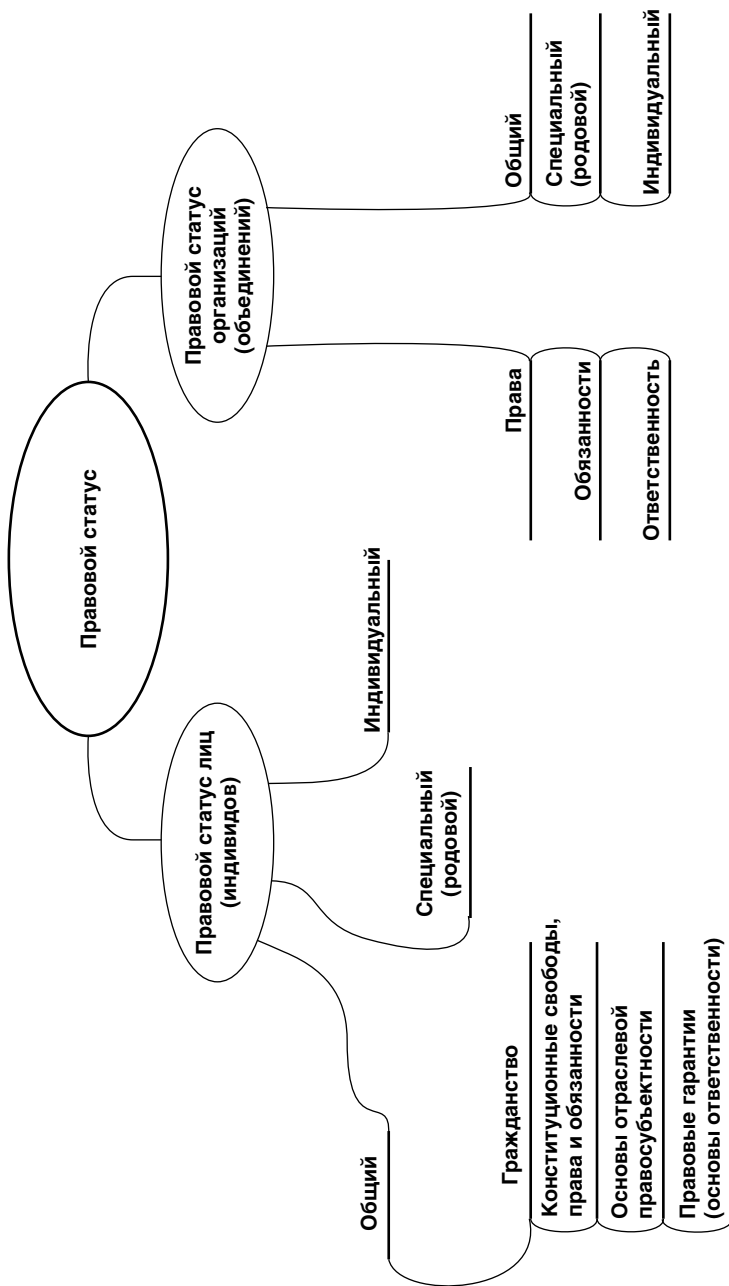 Правовой статус
Правовой статус лиц
(индивидов)
Общий
Гражданство
Конституционные свободы,
права и обязанности
Основы отраслевой
правосубъектности
Правовые гарантии
(основы ответственности)
Специальный
(родовой)
Индивидуальный
Правовой статус
организаций
(объединений)
Права
Обязанности
Ответственность
Общий
Специальный
(родовой)
Индивидуальный